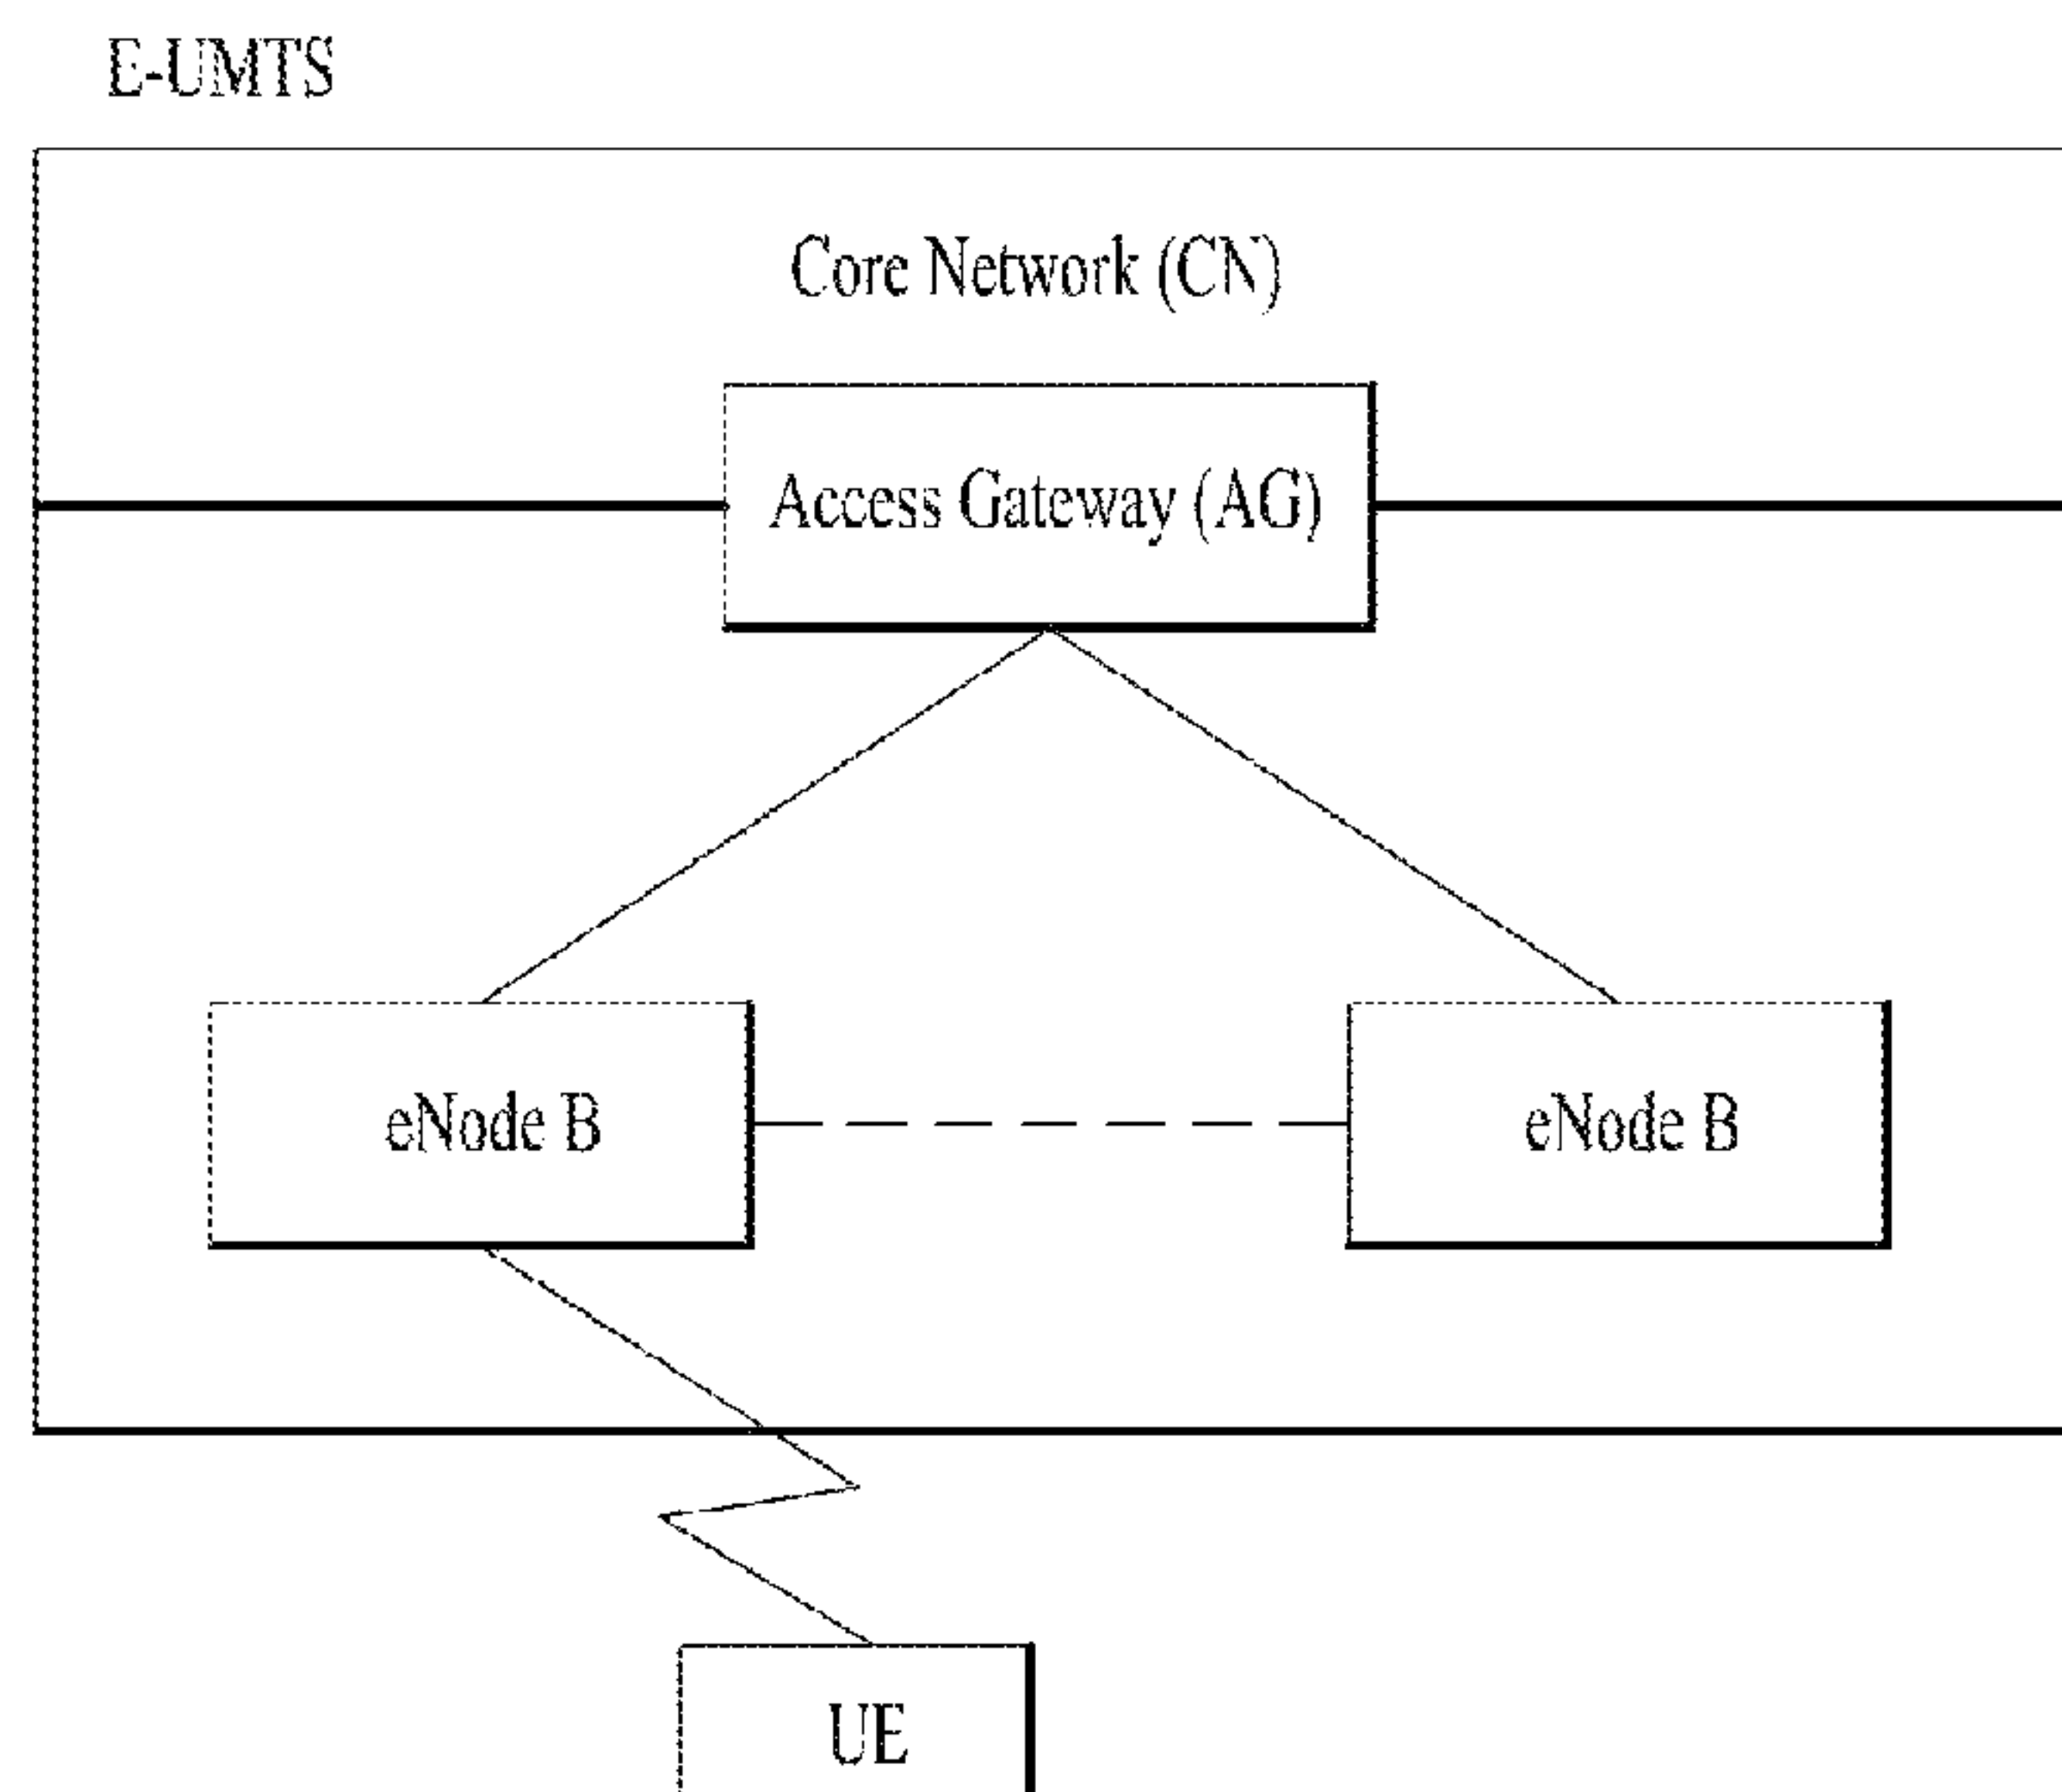 E-UMTS
Core Network (CN)
Access Gateway (AG)
eNode B
eNode B
UE